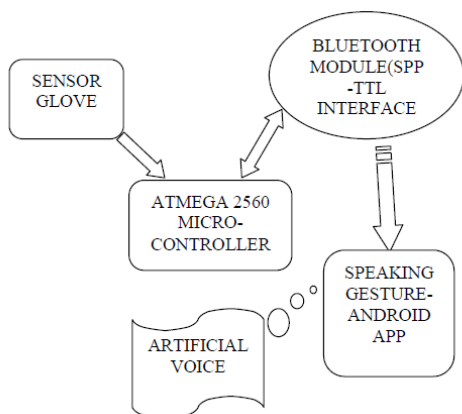 SENSOR
GLOVE
BLUETOOTH
MODULE(SPP
-TTL
INTERFACE
ATMEGA 2560
MICRO-
CONTROLLER
SPEAKING
GESTURE-
ANDROID
APP
ARTIFICIAL
VOICE